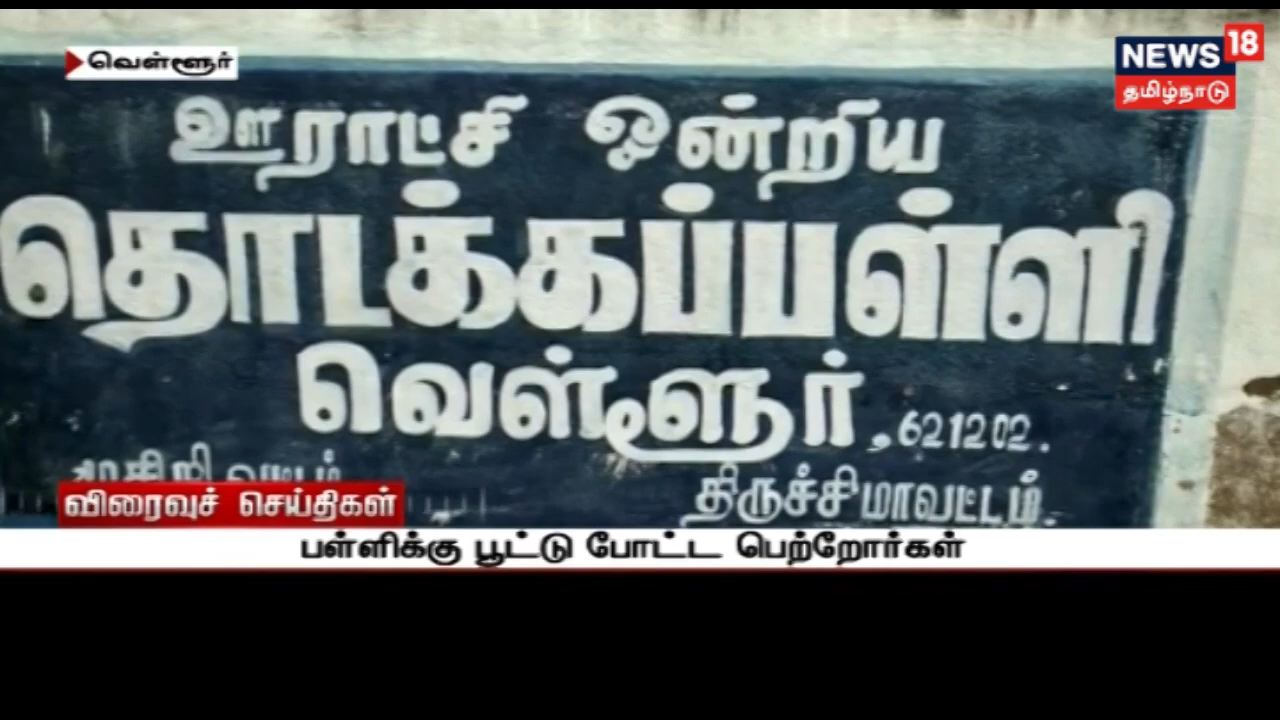 வெள்ளூர்
NEWS 18
தமிழ்நாடு
ஊராட்சி ஒன்றிய
தொடக்கப்பள்ளி
வெள்ளூர், 621202.
திருச்சி மாவட்டம்.
விரைவுச் செய்திகள்
பள்ளிக்கு பூட்டு போட்ட பெற்றோர்கள்